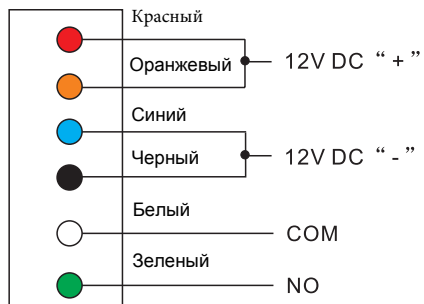 Красный
Оранжевый
12V DC “ + ”
Синий
Черный
12V DC “ - ”
Белый
COM
Зеленый
NO